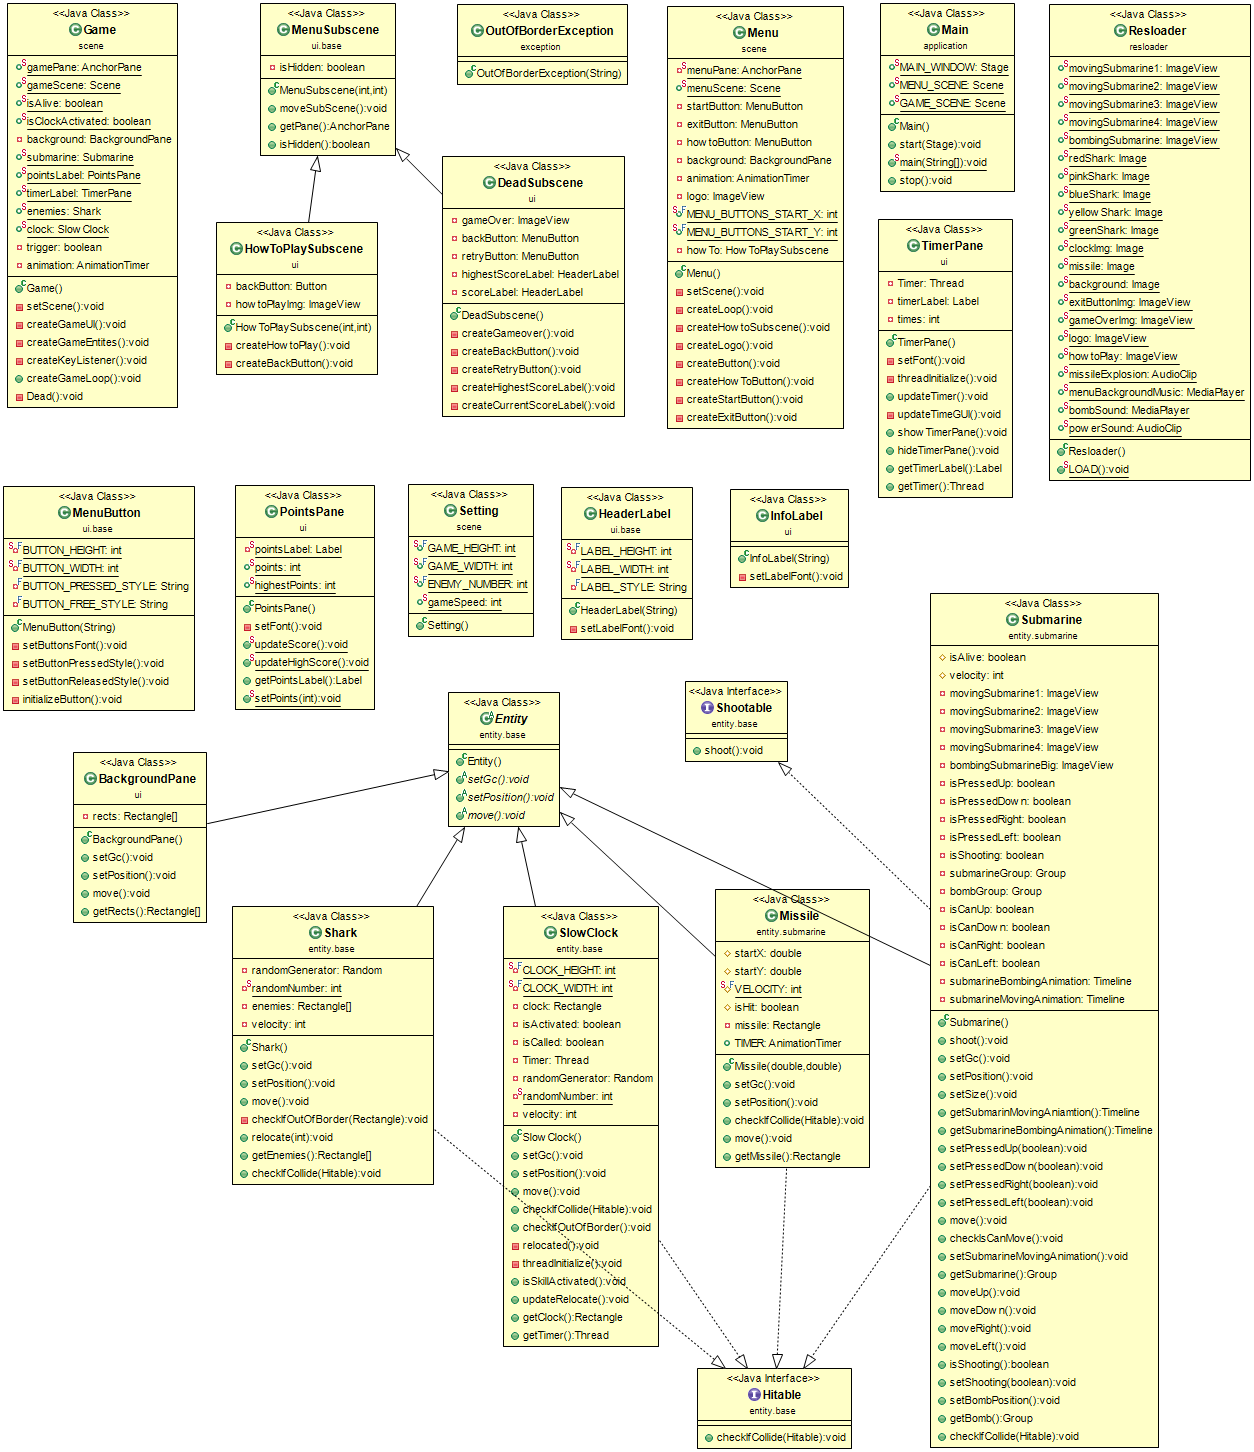 <<Java Class>>
Game
scene
gamePane: AnchorPane
gameScene: Scene
isAlive: boolean
isClockActivated: boolean
background: BackgroundPane
submarine: Submarine
pointsLabel: PointsPane
timerLabel: TimerPane
enemies: Shark
clock: SlowClock
trigger: boolean
animation: AnimationTimer
Game()
setScene():void
createGameUI():void
createGameEntites():void
createKeyListener():void
createGameLoop():void
Dead():void
<<Java Class>>
MenuSubscene
ui.base
isHidden: boolean
MenuSubscene(int,int)
moveSubScene():void
getPane():AnchorPane
isHidden():boolean
<<Java Class>>
OutOfBorderException
exception
OutOfBorderException(String)
<<Java Class>>
Menu
scene
menuPane: AnchorPane
menuScene: Scene
startButton: MenuButton
exitButton: MenuButton
howtoButton: MenuButton
background: BackgroundPane
animation: AnimationTimer
logo: ImageView
MENU_BUTTONS_START_X: int
MENU_BUTTONS_START_Y: int
howTo: HowToPlaySubscene
Menu()
setScene():void
createLoop():void
createHowtoSubscene():void
createLogo():void
createButton():void
createHowToButton():void
createStartButton():void
createExitButton():void
<<Java Class>>
Main
application
MAIN_WINDOW: Stage
MENU_SCENE: Scene
GAME_SCENE: Scene
Main()
start(Stage):void
main(String[]):void
stop():void
<<Java Class>>
Resloader
resloader
movingSubmarine1: ImageView
movingSubmarine2: ImageView
movingSubmarine3: ImageView
movingSubmarine4: ImageView
bombingSubmarine: ImageView
redShark: Image
pinkShark: Image
blueShark: Image
yellowShark: Image
greenShark: Image
clockImg: Image
missile: Image
background: Image
exitButtonImg: ImageView
gameOverImg: ImageView
logo: ImageView
howtoPlay: ImageView
missileExplosion: AudioClip
menuBackgroundMusic: MediaPlayer
bombSound: MediaPlayer
powerSound: AudioClip
Resloader()
LOAD():void
<<Java Class>>
HowToPlaySubscene
ui
backButton: Button
howtoPlayImg: ImageView
HowToPlaySubscene(int,int)
createHowtoPlay():void
createBackButton():void
<<Java Class>>
DeadSubscene
ui
gameOver: ImageView
backButton: MenuButton
retryButton: MenuButton
highestScoreLabel: HeaderLabel
scoreLabel: HeaderLabel
DeadSubscene()
createGameover():void
createBackButton():void
createRetryButton():void
createHighestScoreLabel():void
createCurrentScoreLabel():void
<<Java Class>>
TimerPane
ui
Timer: Thread
timerLabel: Label
times: int
TimerPane()
setFont():void
threadInitialize():void
updateTimer():void
updateTimeGUI():void
showTimerPane():void
hideTimerPane():void
getTimerLabel():Label
getTimer():Thread
<<Java Class>>
MenuButton
ui.base
BUTTON_HEIGHT: int
BUTTON_WIDTH: int
BUTTON_PRESSED_STYLE: String
BUTTON_FREE_STYLE: String
MenuButton(String)
setButtonsFont():void
setButtonPressedStyle():void
setButtonReleasedStyle():void
initializeButton():void
<<Java Class>>
PointsPane
ui
pointsLabel: Label
points: int
highestPoints: int
PointsPane()
setFont():void
updateScore():void
updateHighScore():void
getPointsLabel():Label
setPoints(int):void
<<Java Class>>
Setting
scene
GAME_HEIGHT: int
GAME_WIDTH: int
ENEMY_NUMBER: int
gameSpeed: int
Setting()
<<Java Class>>
HeaderLabel
ui.base
LABEL_HEIGHT: int
LABEL_WIDTH: int
LABEL_STYLE: String
HeaderLabel(String)
setLabelFont():void
<<Java Class>>
InfoLabel
ui
InfoLabel(String)
setLabelFont():void
<<Java Class>>
Submarine
entity.submarine
isAlive: boolean
velocity: int
movingSubmarine1: ImageView
movingSubmarine2: ImageView
movingSubmarine3: ImageView
movingSubmarine4: ImageView
bombingSubmarineBig: ImageView
isPressedUp: boolean
isPressedDown: boolean
isPressedRight: boolean
isPressedLeft: boolean
isShooting: boolean
submarineGroup: Group
bombGroup: Group
isCanUp: boolean
isCanDown: boolean
isCanRight: boolean
isCanLeft: boolean
submarineBombingAnimation: Timeline
submarineMovingAnimation: Timeline
Submarine()
shoot():void
setGc():void
setPosition():void
setSize():void
getSubmarinMovingAniamtion():Timeline
getSubmarineBombingAnimation():Timeline
setPressedUp(boolean):void
setPressedDown(boolean):void
setPressedRight(boolean):void
setPressedLeft(boolean):void
move():void
checkIsCanMove():void
setSubmarineMovingAnimation():void
getSubmarine():Group
moveUp():void
moveDown():void
moveRight():void
moveLeft():void
isShooting():boolean
setShooting(boolean):void
setBombPosition():void
getBomb():Group
checkIfCollide(Hitable):void
<<Java Class>>
Entity
entity.base
Entity()
setGc():void
setPosition():void
move():void
<<Java Interface>>
Shootable
entity.base
shoot():void
<<Java Class>>
BackgroundPane
ui
rects: Rectangle[]
BackgroundPane()
setGc():void
setPosition():void
move():void
getRects():Rectangle[]
<<Java Class>>
Shark
entity.base
randomGenerator: Random
randomNumber: int
enemies: Rectangle[]
velocity: int
Shark()
setGc():void
setPosition():void
move():void
checkIfOutOfBorder(Rectangle):void
relocate(int):void
getEnemies():Rectangle[]
checkIfCollide(Hitable):void
<<Java Class>>
SlowClock
entity.base
CLOCK_HEIGHT: int
CLOCK_WIDTH: int
clock: Rectangle
isActivated: boolean
isCalled: boolean
Timer: Thread
randomGenerator: Random
randomNumber: int
velocity: int
SlowClock()
setGc():void
setPosition():void
move():void
checkIfCollide(Hitable):void
checkIfOutOfBorder():void
relocated():void
threadInitialize():void
isSkillActivated():void
updateRelocate():void
getClock():Rectangle
getTimer():Thread
<<Java Class>>
Missile
entity.submarine
startX: double
startY: double
VELOCITY: int
isHit: boolean
missile: Rectangle
TIMER: AnimationTimer
Missile(double,double)
setGc():void
setPosition():void
checkIfCollide(Hitable):void
move():void
getMissile():Rectangle
<<Java Interface>>
Hitable
entity.base
checkIfCollide(Hitable):void